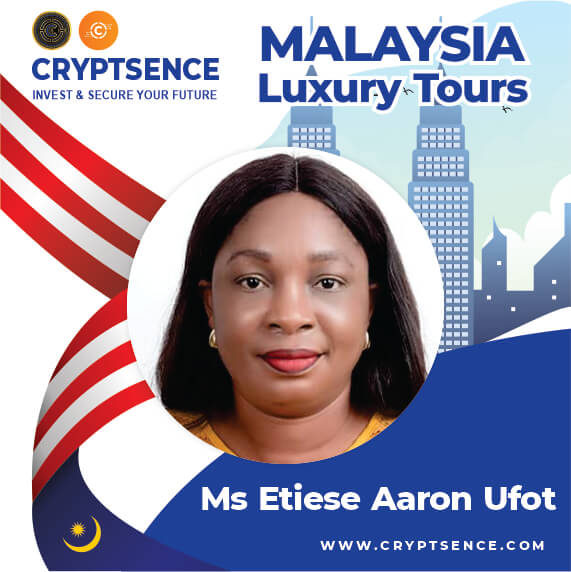 CRYPTSENCE
INVEST & SECURE YOUR FUTURE
MALAYSIA
Luxury Tours
Ms Etiese Aaron Ufot
WWW.CRYPTSENCE.COM